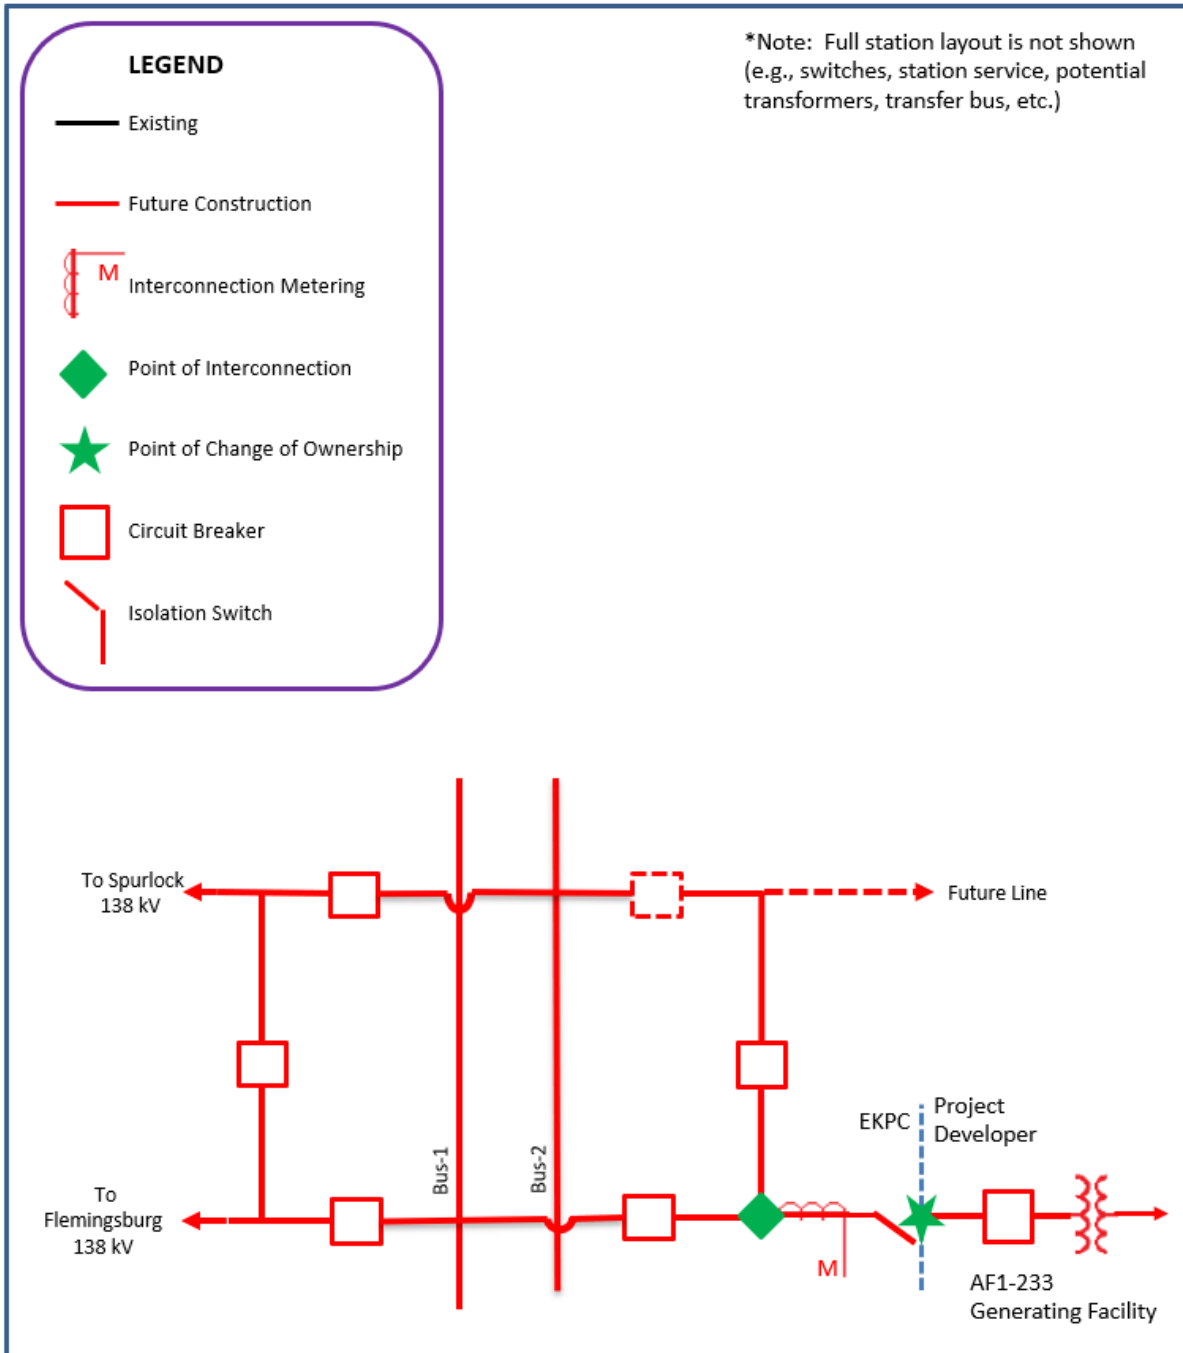 LEGEND
Existing
Future Construction
M
Interconnection Metering
Point of Interconnection
Point of Change of Ownership
Circuit Breaker
Isolation Switch
*Note: Full station layout is not shown
(e.g., switches, station service, potential
transformers, transfer bus, etc.)
To Spurlock
138 kV
Future Line
Bus-1
Bus-2
EKPC
Project
Developer
To
Flemingsburg
138 kV
M
AF1-233
Generating Facility